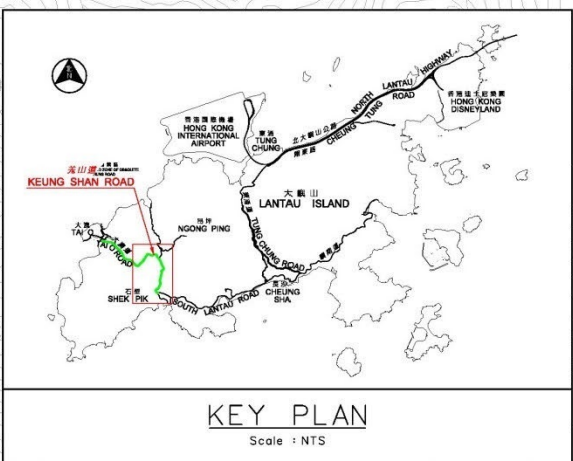 北大嶼山公路
NORTH LANTAU HIGHWAY
CHEUNG TUNG ROAD
香港迪士尼樂園
HONG KONG
DISNEYLAND
香港國際機場
HONG KONG
INTERNATIONAL
AIRPORT
東涌
TUNG
CHUNG
羗山道
KEUNG SHAN ROAD
大嶼山
LANTAU ISLAND
昂坪
NGONG PING
大澳
TAI O
TAI O ROAD
東涌道
TUNG CHUNG ROAD
石壁
SHEK PIK
SOUTH LANTAU ROAD
長沙
CHEUNG
SHA
KEY PLAN
Scale : NTS